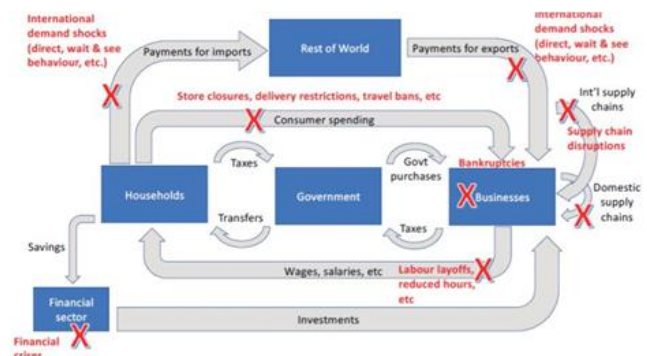 International
demand shocks
(direct, wait & see
behaviour, etc.)
Payments for imports
Rest of World
Payments for exports
International
demand shocks
(direct, wait & see
behaviour, etc.)
Store closures, delivery restrictions, travel bans, etc
Consumer spending
Int'l supply
chains
Supply chain
disruptions
Taxes
Govt
purchases
Bankruptcies
Households
Government
Businesses
Domestic
supply
chains
Transfers
Taxes
Savings
Wages, salaries, etc
Labour layoffs,
reduced hours,
etc
Financial
sector
Investments
Financial